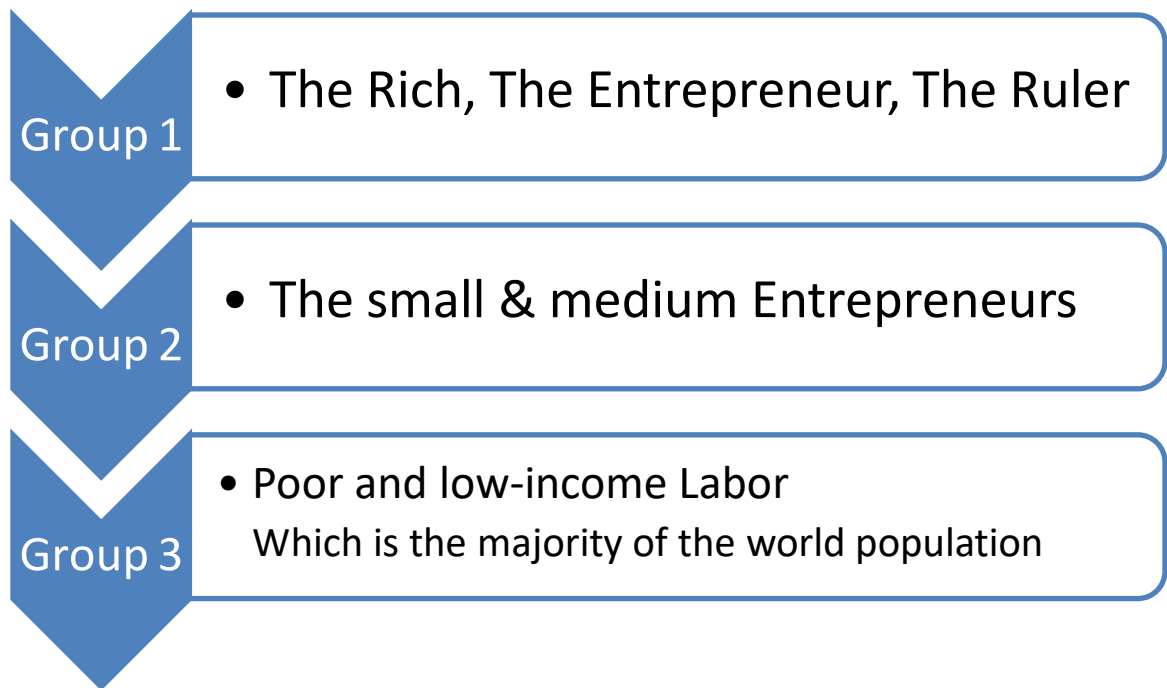 Group 1
• The Rich, The Entrepreneur, The Ruler
Group 2
• The small & medium Entrepreneurs
Group 3
• Poor and low-income Labor
Which is the majority of the world population